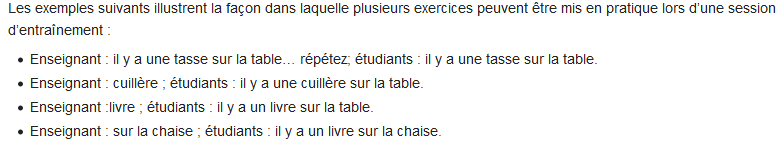 Les exemples suivants illustrent la façon dans laquelle plusieurs exercices peuvent être mis en pratique lors d'une session
d'entraînement :
• Enseignant : il y a une tasse sur la table… répétez; étudiants : il y a une tasse sur la table.
• Enseignant : cuillère ; étudiants : il y a une cuillère sur la table.
• Enseignant :livre ; étudiants : il y a un livre sur la table.
• Enseignant : sur la chaise ; étudiants : il y a un livre sur la chaise.